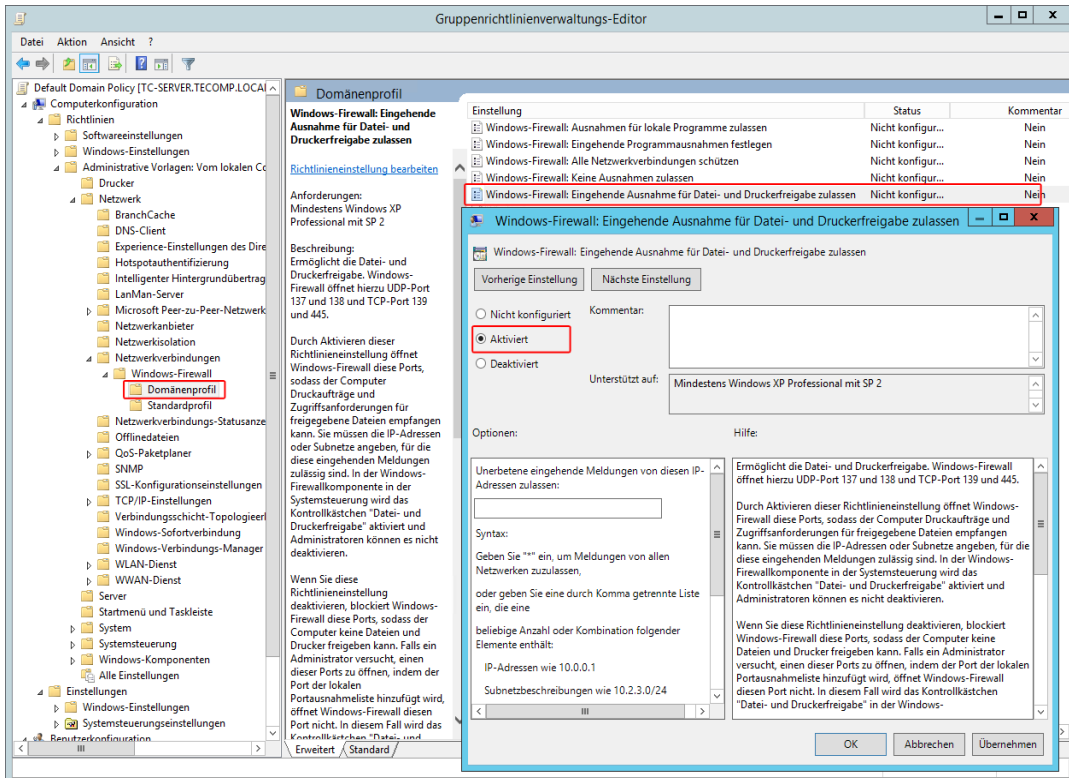 Gruppenrichtlinienverwaltungs-Editor
Datei Aktion Ansicht ?
Default Domain Policy [TC-SERVER.TECOMP.LOCAL
Computerkonfiguration
Richtlinien
Softwareeinstellungen
Windows-Einstellungen
Administrative Vorlagen: Vom lokalen Co
Drucker
Netzwerk
BranchCache
DNS-Client
Experience-Einstellungen des Dire
Hotspotauthentifizierung
Intelligenter Hintergrundübertrag
LanMan-Server
Microsoft Peer-zu-Peer-Netzwerk
Netzwerkanbieter
Netzwerkisolation
Netzwerkverbindungen
Windows-Firewall
Domänenprofil
Standardprofil
Netzwerkverbindungs-Statusanze
Offlinedateien
QoS-Paketplaner
SNMP
SSL-Konfigurationseinstellungen
TCP/IP-Einstellungen
Verbindungsschicht-Topologieerl
Windows-Sofortverbindung
Windows-Verbindungs-Manager
WLAN-Dienst
WWAN-Dienst
Server
Startmenü und Taskleiste
System
Systemsteuerung
Windows-Komponenten
Alle Einstellungen
Einstellungen
Windows-Einstellungen
Systemsteuerungseinstellungen
Benutzerkonfiguration
Domänenprofil
Windows-Firewall: Eingehende
Ausnahme für Datei- und
Druckerfreigabe zulassen
Richtlinieneinstellung bearbeiten
Anforderungen:
Mindestens Windows XP
Professional mit SP 2
Beschreibung:
Ermöglicht die Datei- und
Druckerfreigabe. Windows-
Firewall öffnet hierzu UDP-Port
137 und 138 und TCP-Port 139
und 445.
Durch Aktivieren dieser
Richtlinieneinstellung öffnet
Windows-Firewall diese Ports,
sodass der Computer
Druckaufträge und
Zugriffsanforderungen für
freigegebene Dateien empfangen
kann. Sie müssen die IP-Adressen
oder Subnetze angeben, für die
diese eingehenden Meldungen
zulässig sind. In der Windows-
Firewallkomponente in der
Systemsteuerung wird das
Kontrollkästchen "Datei- und
Druckerfreigabe" aktiviert und
Administratoren können es nicht
deaktivieren.
Wenn Sie diese
Richtlinieneinstellung
deaktivieren, blockiert Windows-
Firewall diese Ports, sodass der
Computer keine Dateien und
Drucker freigeben kann. Falls ein
Administrator versucht, einen
dieser Ports zu öffnen, indem der
Port der lokalen
Portausnahmeliste hinzufügt wird,
öffnet Windows-Firewall diesen
Port nicht. In diesem Fall wird das
Kontrollkästchen "Datei- und
Erweitert Standard
Einstellung Status Kommentar
Windows-Firewall: Ausnahmen für lokale Programme zulassen Nicht konfigur... Nein
Windows-Firewall: Eingehende Programmausnahmen festlegen Nicht konfigur... Nein
Windows-Firewall: Alle Netzwerkverbindungen schützen Nicht konfigur... Nein
Windows-Firewall: Keine Ausnahmen zulassen Nicht konfigur... Nein
Windows-Firewall: Eingehende Ausnahme für Datei- und Druckerfreigabe zulassen Nicht konfigur... Nein
Windows-Firewall: Eingehende Ausnahme für Datei- und Druckerfreigabe zulassen
Windows-Firewall: Eingehende Ausnahme für Datei- und Druckerfreigabe zulassen
Vorherige Einstellung Nächste Einstellung
Nicht konfiguriert Kommentar:
Aktiviert
Deaktiviert
Unterstützt auf: Mindestens Windows XP Professional mit SP 2
Optionen: Hilfe:
Unerbetene eingehende Meldungen von diesen IP-
Adressen zulassen:
Syntax:
Geben Sie "*" ein, um Meldungen von allen
Netzwerken zuzulassen,
oder geben Sie eine durch Komma getrennte Liste
ein, die eine
beliebige Anzahl oder Kombination folgender
Elemente enthält:
IP-Adressen wie 10.0.0.1
Subnetzbeschreibungen wie 10.2.3.0/24
Ermöglicht die Datei- und Druckerfreigabe. Windows-Firewall
öffnet hierzu UDP-Port 137 und 138 und TCP-Port 139 und 445.
Durch Aktivieren dieser Richtlinieneinstellung öffnet Windows-
Firewall diese Ports, sodass der Computer Druckaufträge und
Zugriffsanforderungen für freigegebene Dateien empfangen
kann. Sie müssen die IP-Adressen oder Subnetze angeben, für die
diese eingehenden Meldungen zulässig sind. In der Windows-
Firewallkomponente in der Systemsteuerung wird das
Kontrollkästchen "Datei- und Druckerfreigabe" aktiviert und
Administratoren können es nicht deaktivieren.
Wenn Sie diese Richtlinieneinstellung deaktivieren, blockiert
Windows-Firewall diese Ports, sodass der Computer keine
Dateien und Drucker freigeben kann. Falls ein Administrator
versucht, einen dieser Ports zu öffnen, indem der Port der lokalen
Portausnahmeliste hinzufügt wird, öffnet Windows-Firewall
diesen Port nicht. In diesem Fall wird das Kontrollkästchen
"Datei- und Druckerfreigabe" in der Windows-
OK Abbrechen Übernehmen